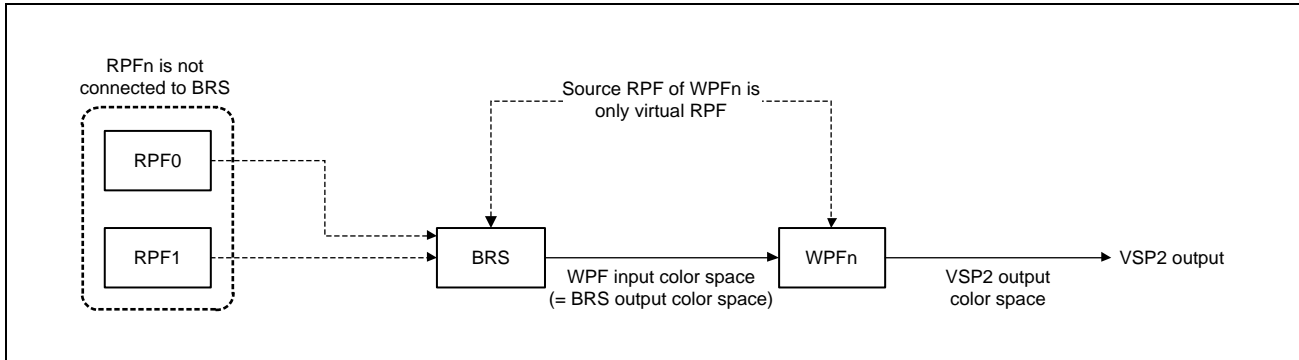 RPFn is not
connected to BRS
Source RPF of WPFn is
only virtual RPF
RPF0
RPF1
BRS
WPFn
VSP2 output
WPF input color space
(= BRS output color space)
VSP2 output
color space